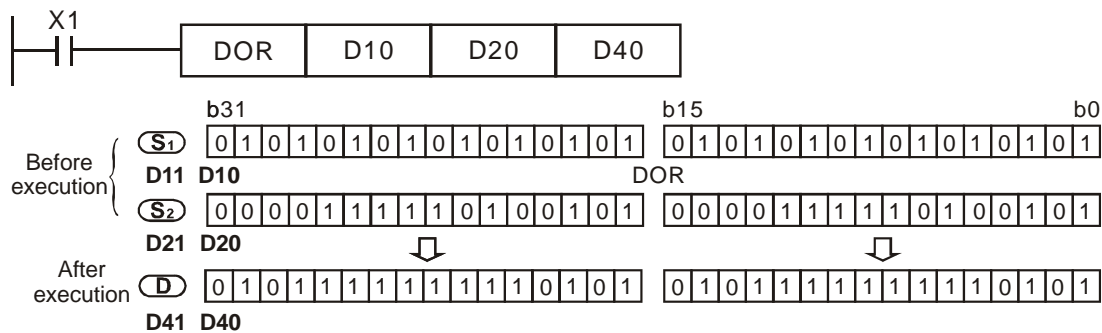 X1
DOR D10 D20 D40
b31 b15 b0
Before execution
S1 0 1 0 1 0 1 0 1 0 1 0 1 0 1 0 1 0 1 0 1 0 1 0 1 0 1 0 1 0 1 0 1
D11 D10 DOR
S2 0 0 0 0 1 1 1 1 1 0 1 0 0 1 0 1 0 0 0 0 1 1 1 1 1 0 1 0 0 1 0 1
D21 D20
After execution
D 0 1 0 1 1 1 1 1 1 1 1 1 0 1 0 1 0 1 0 1 1 1 1 1 1 1 1 1 0 1 0 1
D41 D40